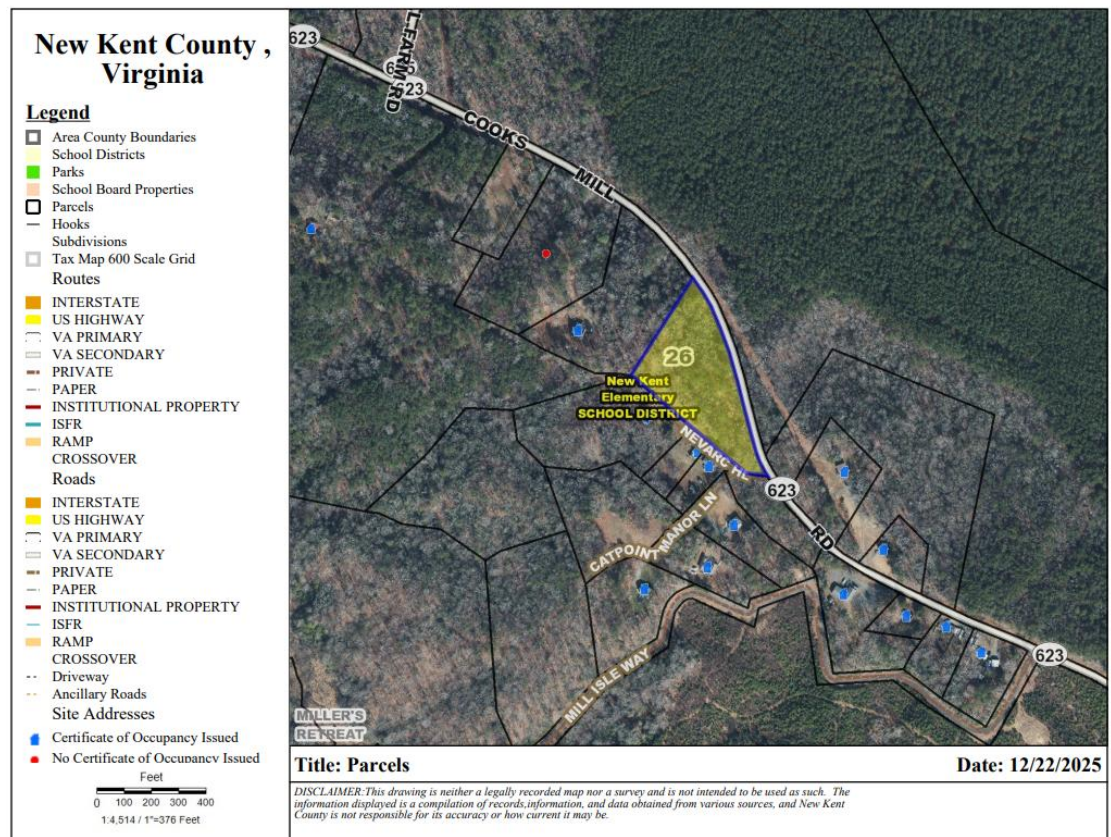 New Kent County ,
Virginia
Legend
Area County Boundaries
School Districts
Parks
School Board Properties
Parcels
Hooks
Subdivisions
Tax Map 600 Scale Grid
Routes
INTERSTATE
US HIGHWAY
VA PRIMARY
VA SECONDARY
PRIVATE
PAPER
INSTITUTIONAL PROPERTY
ISFR
RAMP
CROSSOVER
Roads
INTERSTATE
US HIGHWAY
VA PRIMARY
VA SECONDARY
PRIVATE
PAPER
INSTITUTIONAL PROPERTY
ISFR
RAMP
CROSSOVER
Driveway
Ancillary Roads
Site Addresses
Certificate of Occupancy Issued
No Certificate of Occupancy Issued
Feet
0 100 200 300 400
1:4,514 / 1"=376 Feet
623
FARM RD
623
COOKS
MILL
26
New Kent
Elementary
SCHOOL DISTRICT
NEVARC
623
RD
CATPOINT MANOR LN
623
MILL ISLE WAY
MILLER'S
RETREAT
Title: Parcels
Date: 12/22/2025
DISCLAIMER:This drawing is neither a legally recorded map nor a survey and is not intended to be used as such. The
information displayed is a compilation of records,information, and data obtained from various sources, and New Kent
County is not responsible for its accuracy or how current it may be.